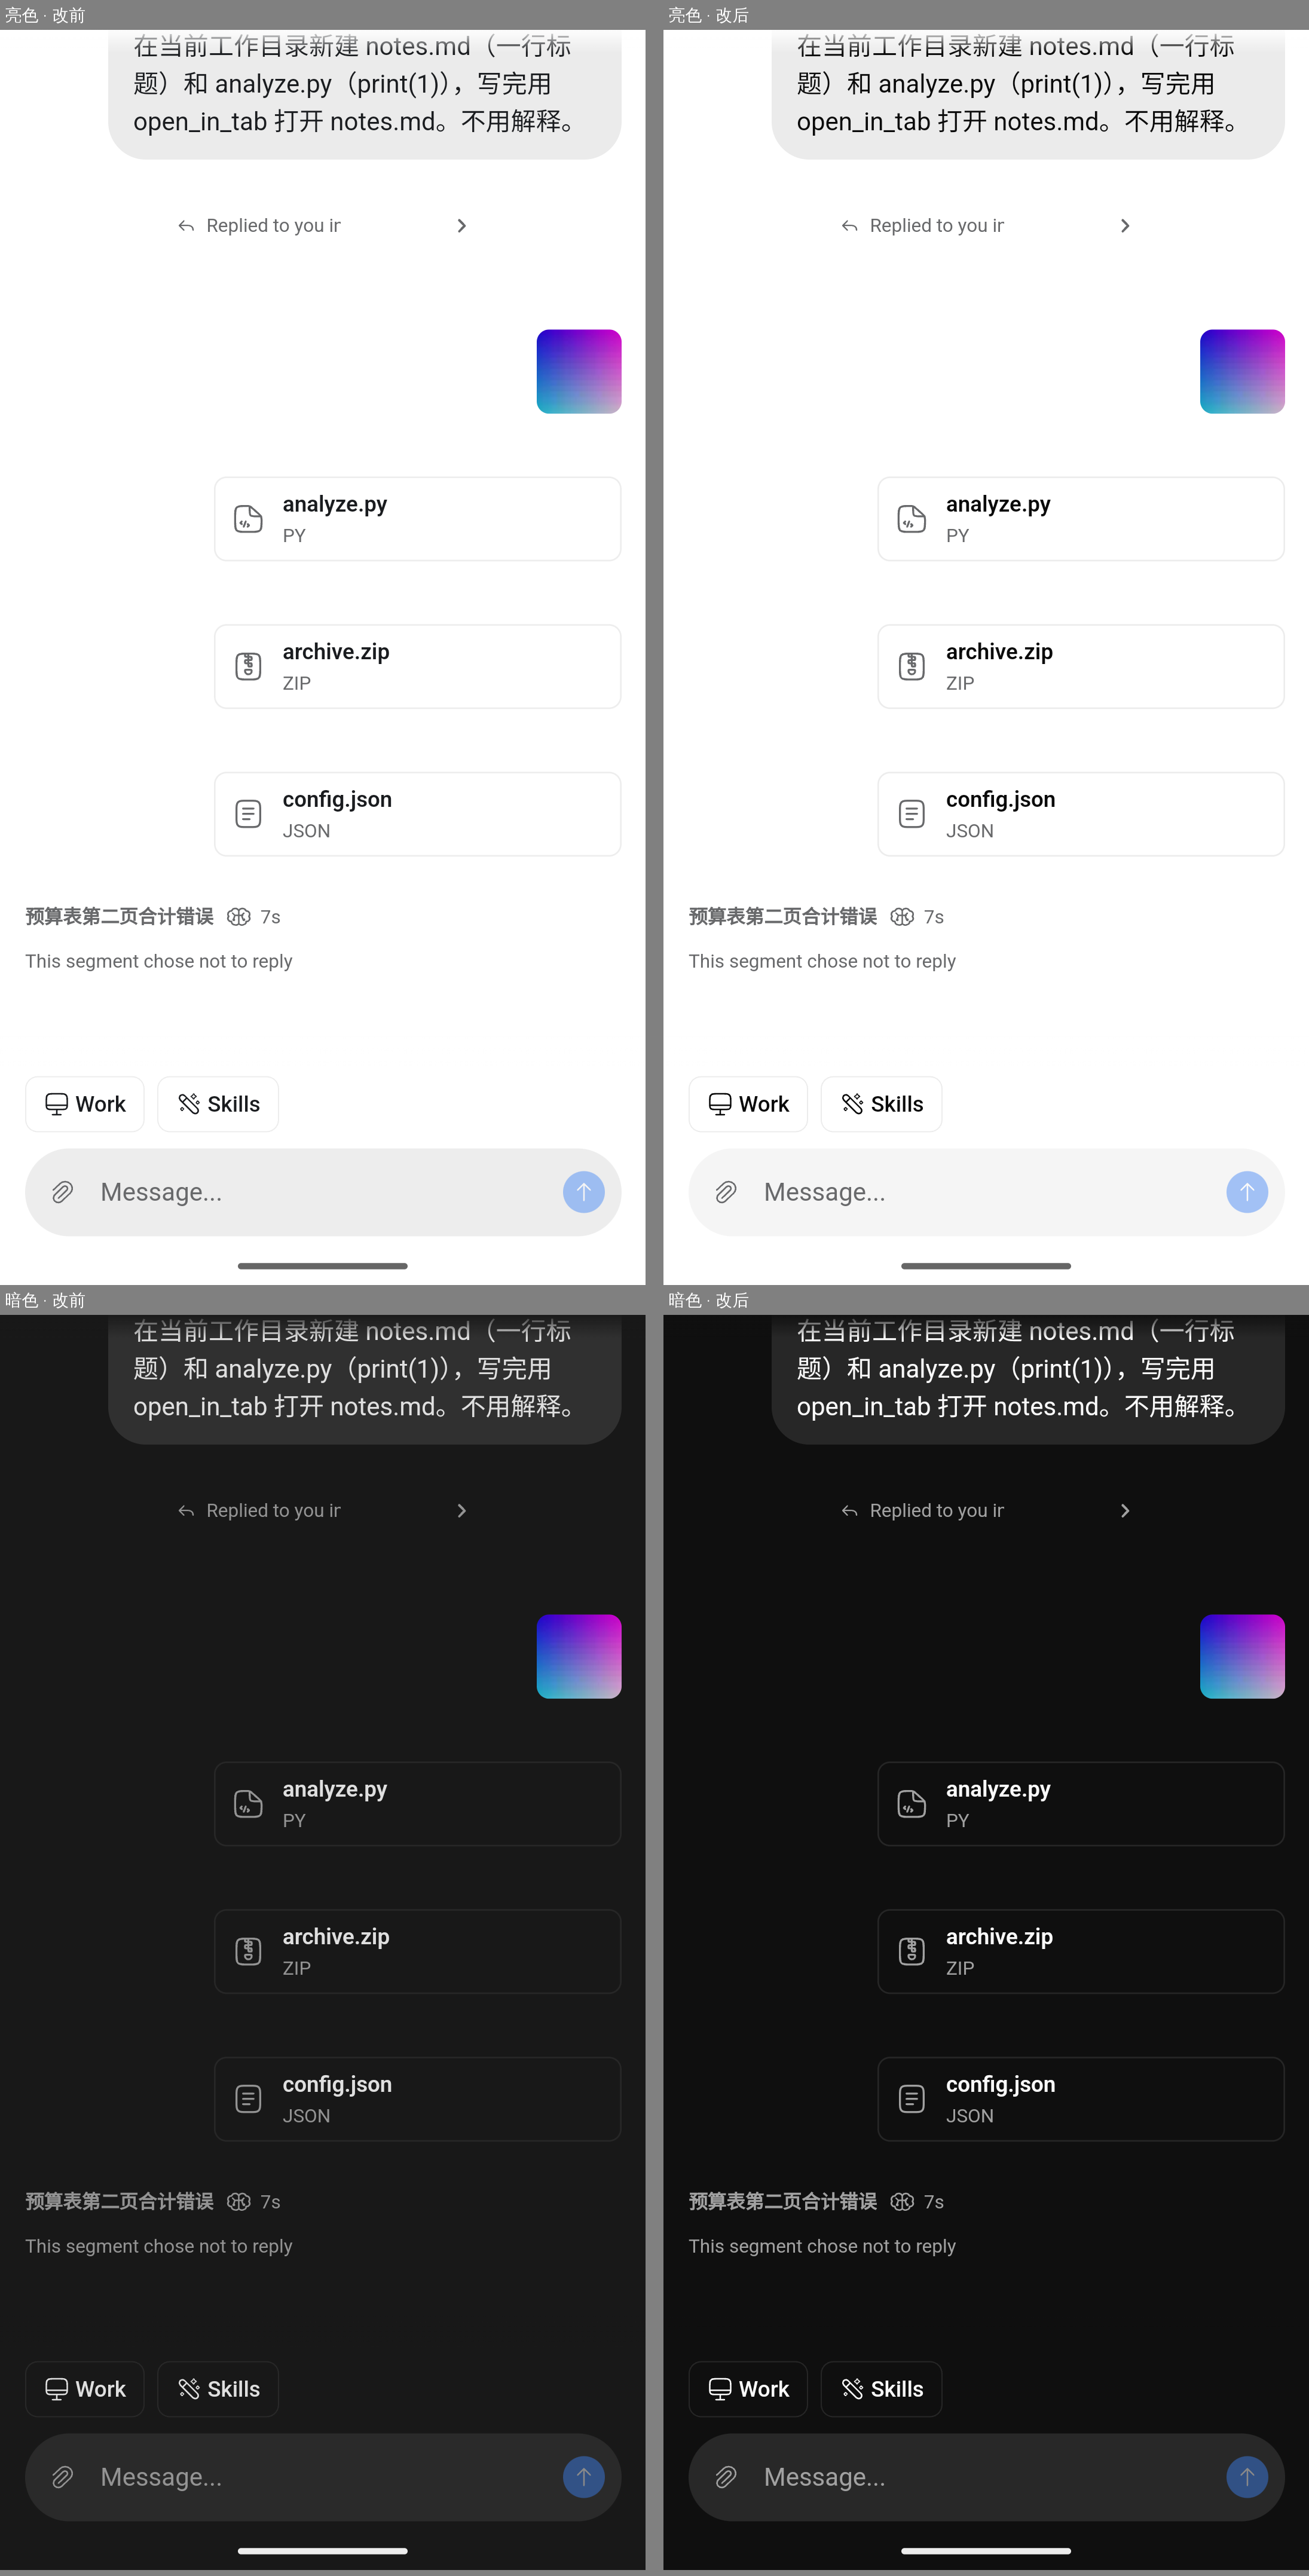 亮色 · 改前
在当前工作目录新建 notes.md（一行标
题）和 analyze.py（print(1)），写完用
open_in_tab 打开 notes.md。不用解释。
Replied to you ir
analyze.py
PY
archive.zip
ZIP
config.json
JSON
预算表第二页合计错误 7s
This segment chose not to reply
Work Skills
Message...
亮色 · 改后
在当前工作目录新建 notes.md（一行标
题）和 analyze.py（print(1)），写完用
open_in_tab 打开 notes.md。不用解释。
Replied to you ir
analyze.py
PY
archive.zip
ZIP
config.json
JSON
预算表第二页合计错误 7s
This segment chose not to reply
Work Skills
Message...
暗色 · 改前
在当前工作目录新建 notes.md（一行标
题）和 analyze.py（print(1)），写完用
open_in_tab 打开 notes.md。不用解释。
Replied to you ir
analyze.py
PY
archive.zip
ZIP
config.json
JSON
预算表第二页合计错误 7s
This segment chose not to reply
Work Skills
Message...
暗色 · 改后
在当前工作目录新建 notes.md（一行标
题）和 analyze.py（print(1)），写完用
open_in_tab 打开 notes.md。不用解释。
Replied to you ir
analyze.py
PY
archive.zip
ZIP
config.json
JSON
预算表第二页合计错误 7s
This segment chose not to reply
Work Skills
Message...